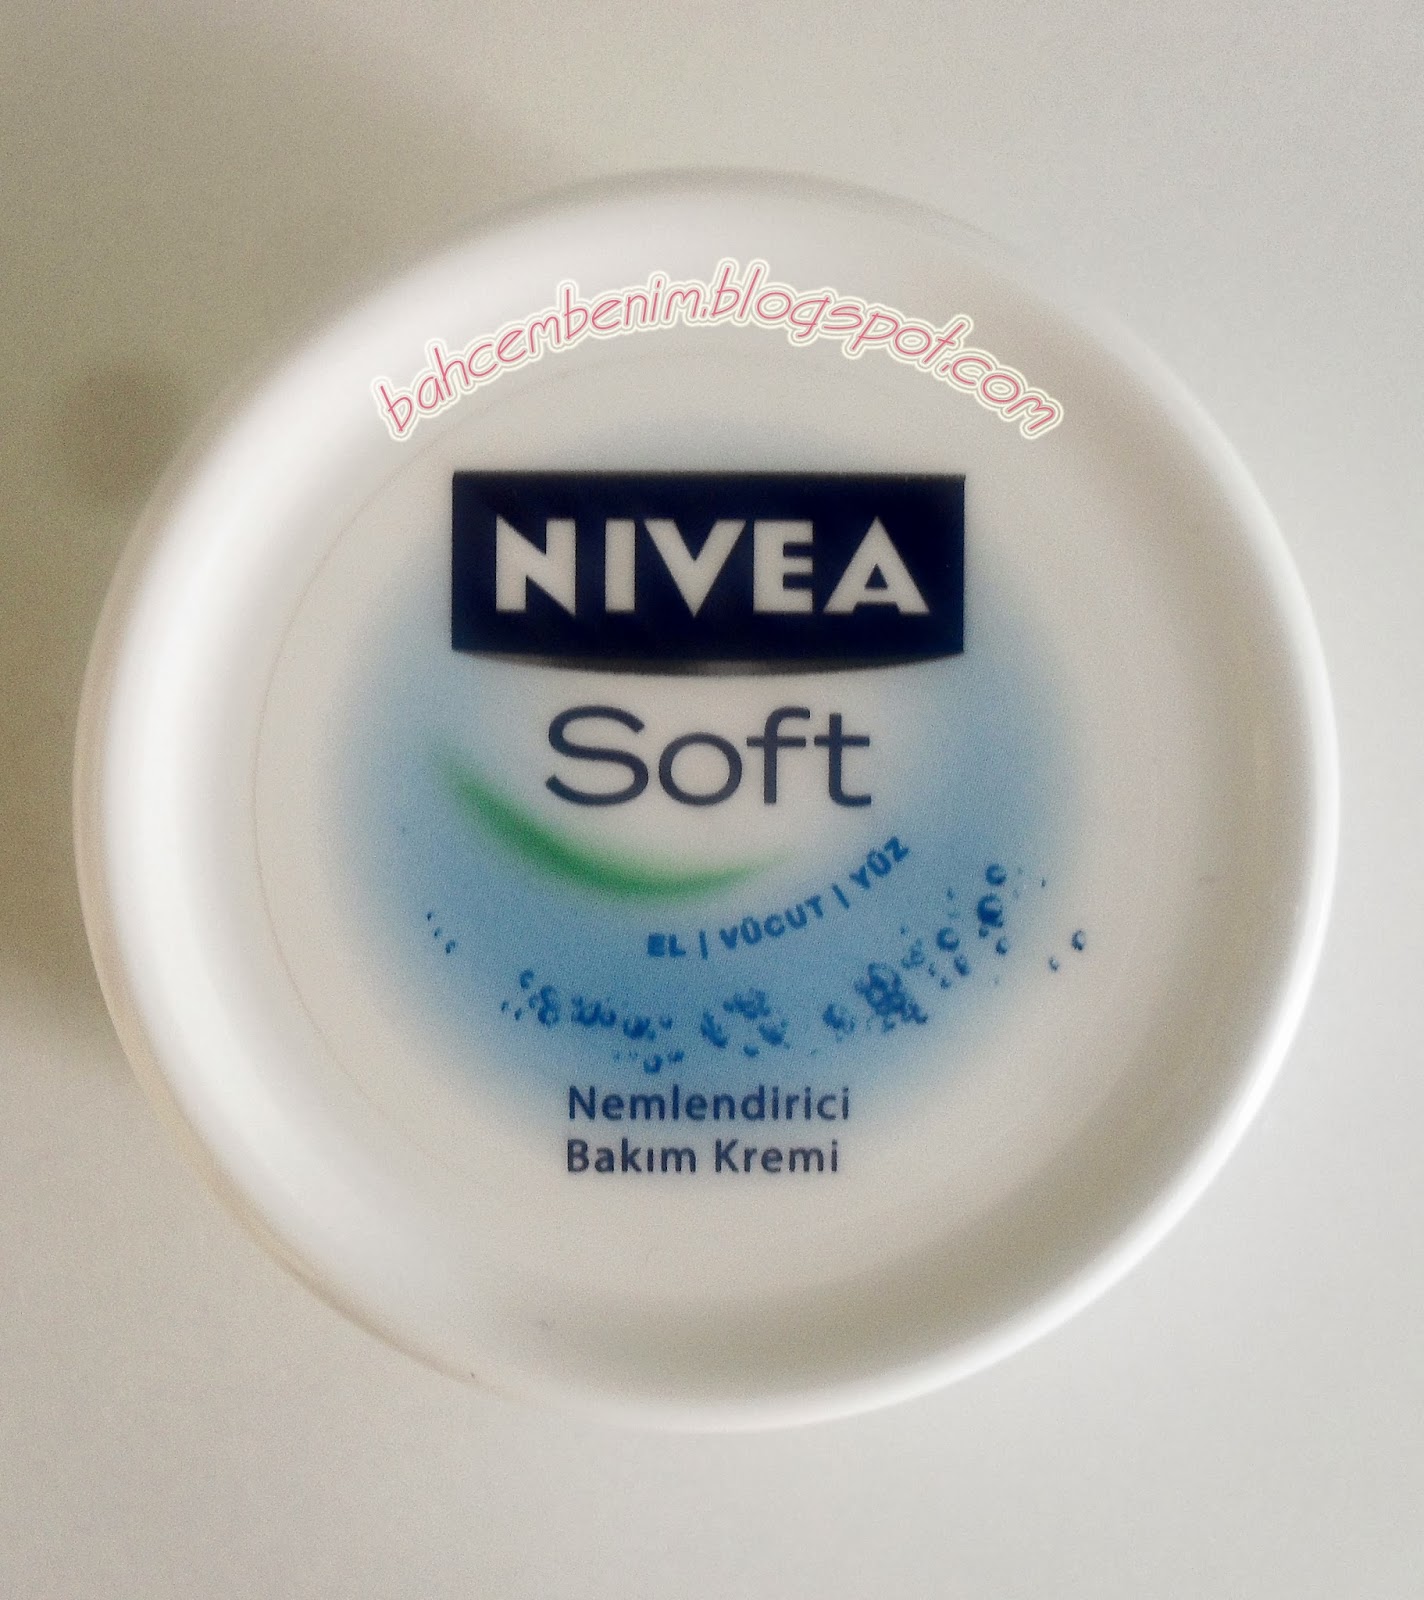 bahcembenim.blogspot.com
NIVEA
Soft
EL | VÜCUT | YÜZ
Nemlendirici
Bakım Kremi